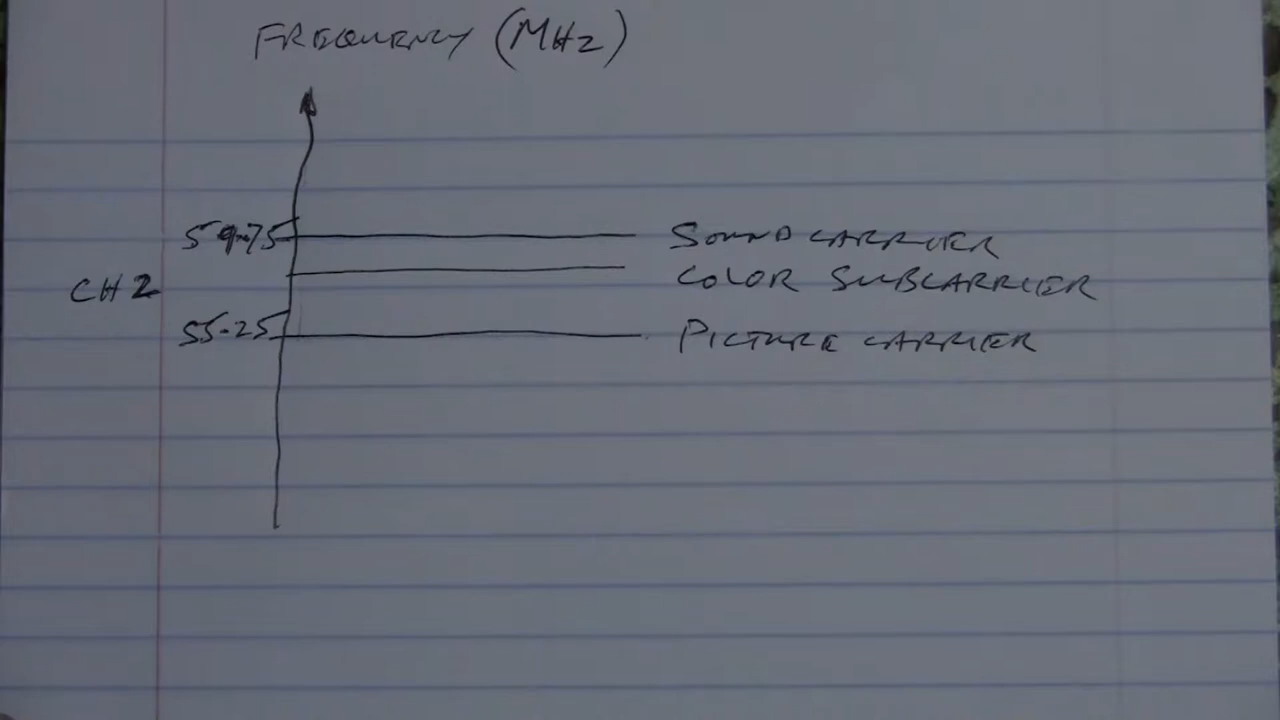 FREQUENCY (MHz)
59.75 SOUND CARRIER
COLOR SUBCARRIER
CH 2
55.25 PICTURE CARRIER